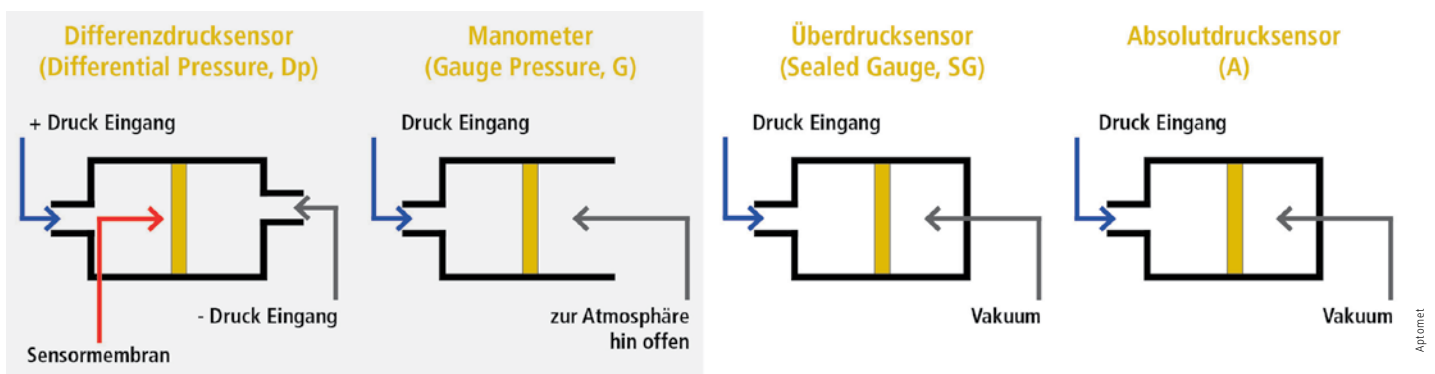 Differenzdrucksensor
(Differential Pressure, Dp)
+ Druck Eingang
- Druck Eingang
Sensormembran
Manometer
(Gauge Pressure, G)
Druck Eingang
zur Atmosphäre
hin offen
Überdrucksensor
(Sealed Gauge, SG)
Druck Eingang
Vakuum
Absolutdrucksensor
(A)
Druck Eingang
Vakuum
Aptomet